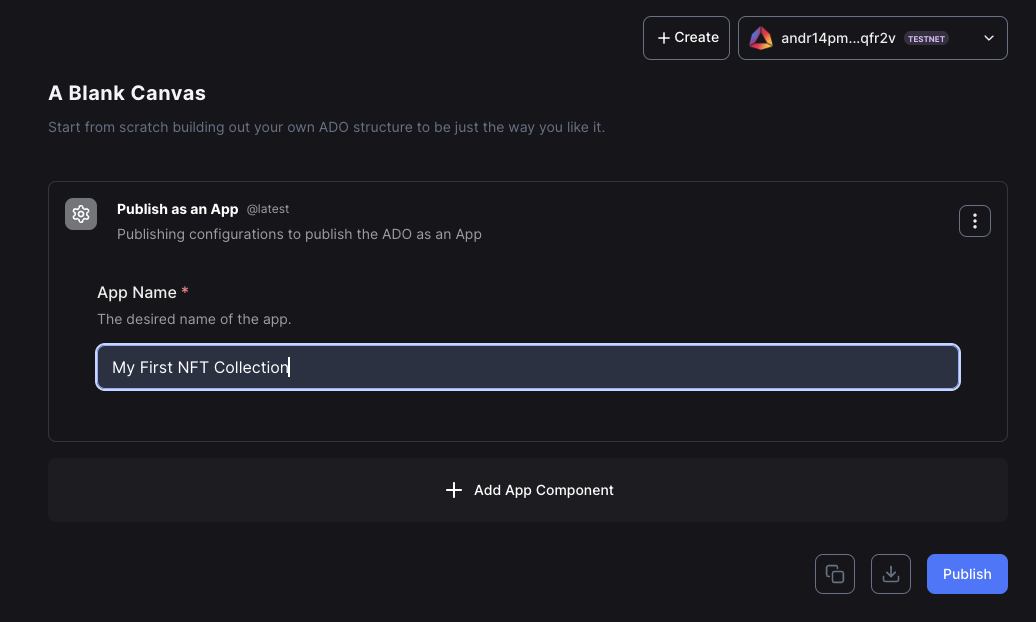 + Create
andr14pm...qfr2v TESTNET
A Blank Canvas
Start from scratch building out your own ADO structure to be just the way you like it.
Publish as an App @latest
Publishing configurations to publish the ADO as an App
App Name *
The desired name of the app.
My First NFT Collection
+ Add App Component
Publish